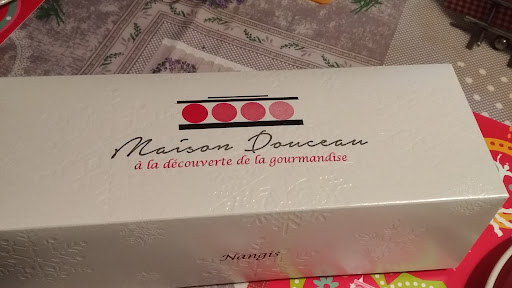 Maison Douceau
à la découverte de la gourmandise
Nangis